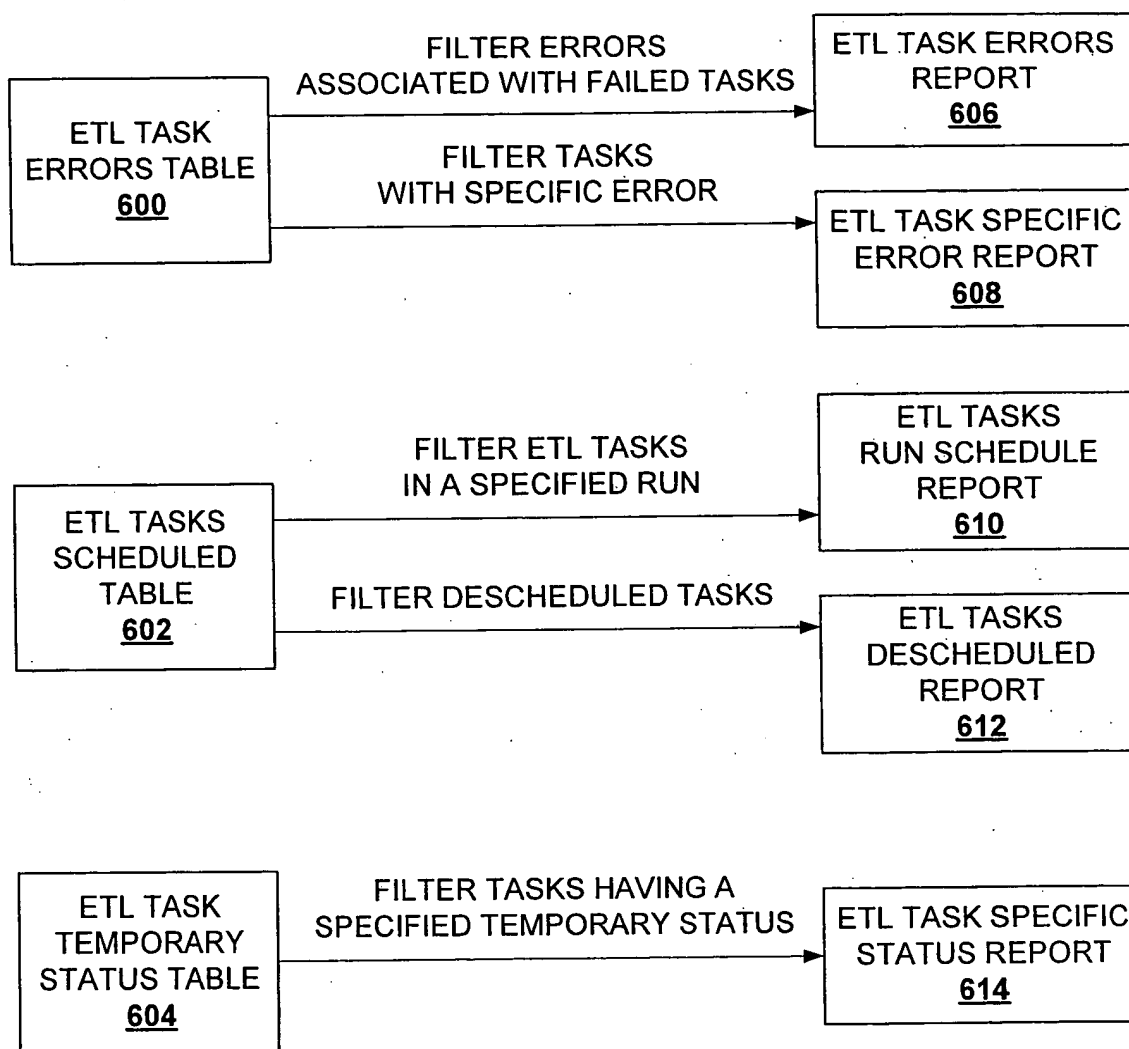 ETL TASK
ERRORS TABLE
600
FILTER ERRORS
ASSOCIATED WITH FAILED TASKS
ETL TASK ERRORS
REPORT
606
FILTER TASKS
WITH SPECIFIC ERROR
ETL TASK SPECIFIC
ERROR REPORT
608
ETL TASKS
SCHEDULED
TABLE
602
FILTER ETL TASKS
IN A SPECIFIED RUN
ETL TASKS
RUN SCHEDULE
REPORT
610
FILTER DESCHEDULED TASKS
ETL TASKS
DESCHEDULED
REPORT
612
ETL TASK
TEMPORARY
STATUS TABLE
604
FILTER TASKS HAVING A
SPECIFIED TEMPORARY STATUS
ETL TASK SPECIFIC
STATUS REPORT
614